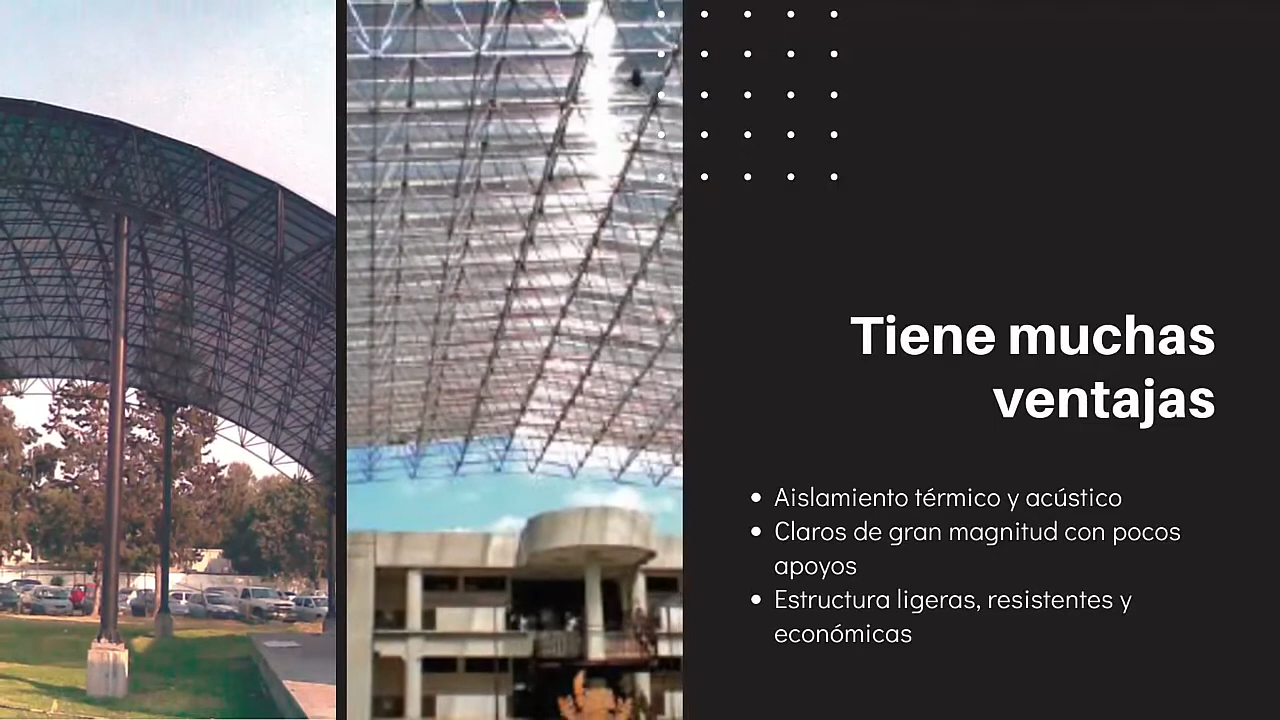 Tiene muchas
ventajas
• Aislamiento térmico y acústico
• Claros de gran magnitud con pocos
apoyos
• Estructura ligeras, resistentes y
económicas